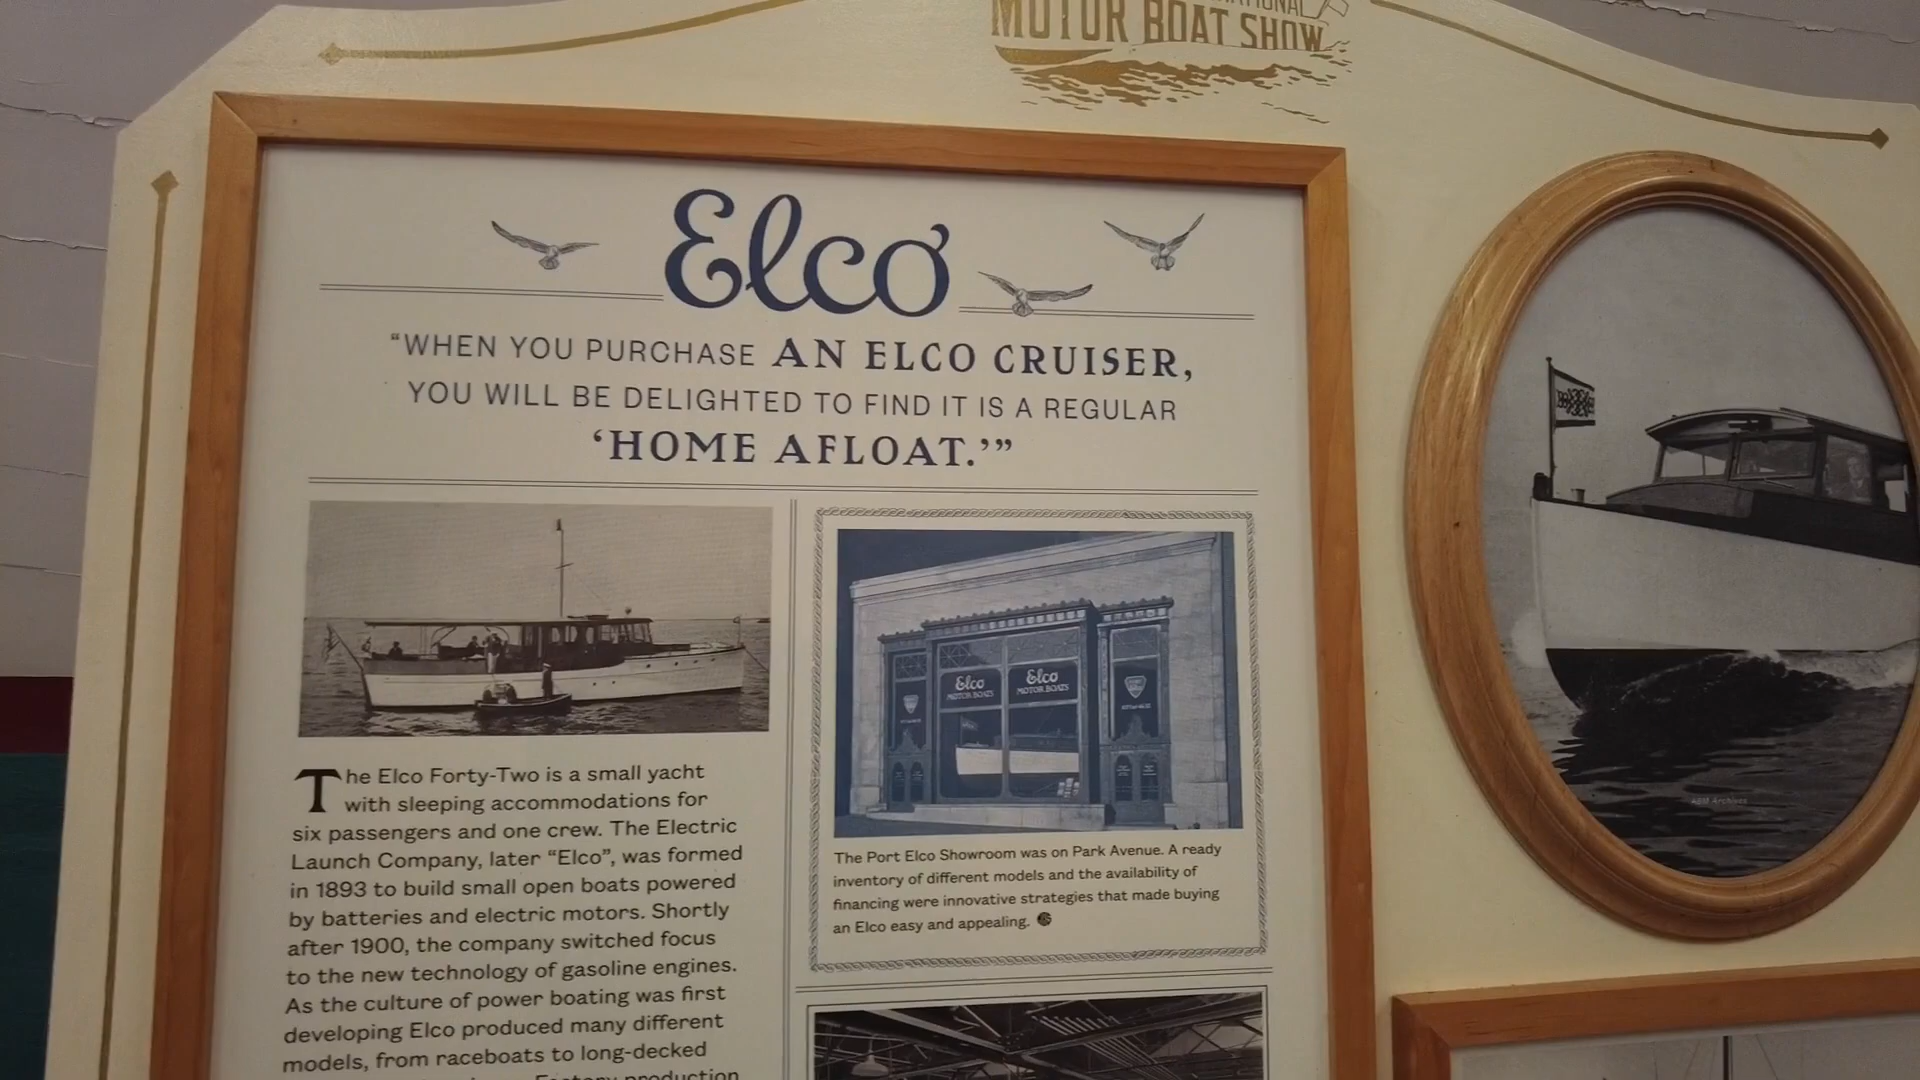 MOTOR BOAT SHOW
Elco
“WHEN YOU PURCHASE AN ELCO CRUISER,
YOU WILL BE DELIGHTED TO FIND IT IS A REGULAR
‘HOME AFLOAT.’”
Elco
MOTOR BOATS
Elco
MOTOR BOATS
The Elco Forty-Two is a small yacht
with sleeping accommodations for
six passengers and one crew. The Electric
Launch Company, later “Elco”, was formed
in 1893 to build small open boats powered
by batteries and electric motors. Shortly
after 1900, the company switched focus
to the new technology of gasoline engines.
As the culture of power boating was first
developing Elco produced many different
models, from raceboats to long-decked
Factory production
The Port Elco Showroom was on Park Avenue. A ready
inventory of different models and the availability of
financing were innovative strategies that made buying
an Elco easy and appealing.
ABM Archives